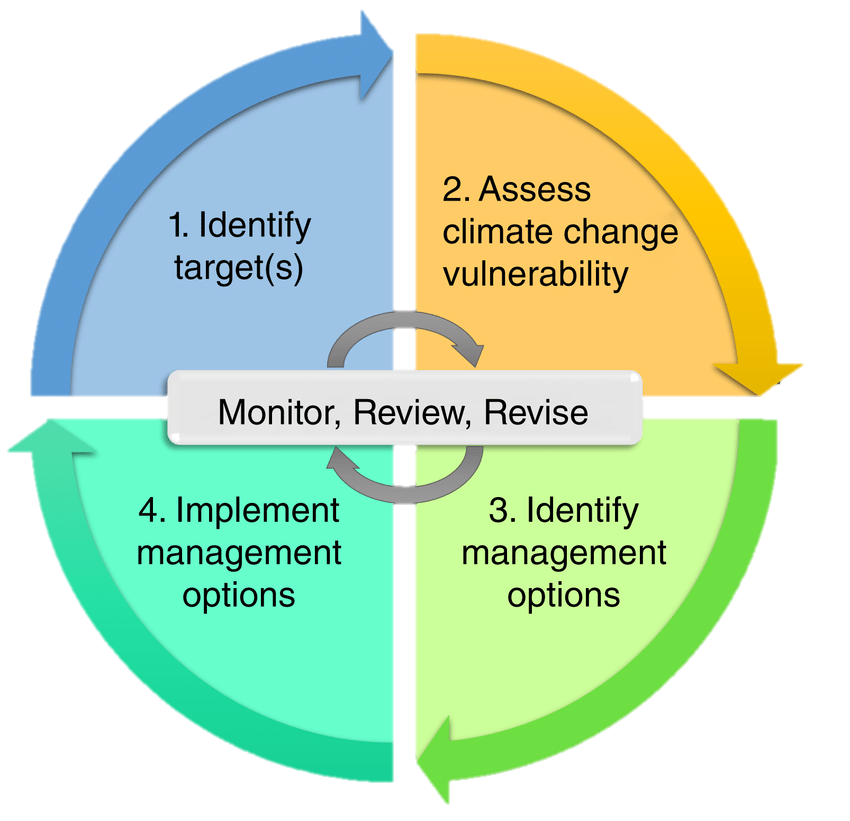 1. Identify
target(s)
2. Assess
climate change
vulnerability
Monitor, Review, Revise
4. Implement
management
options
3. Identify
management
options